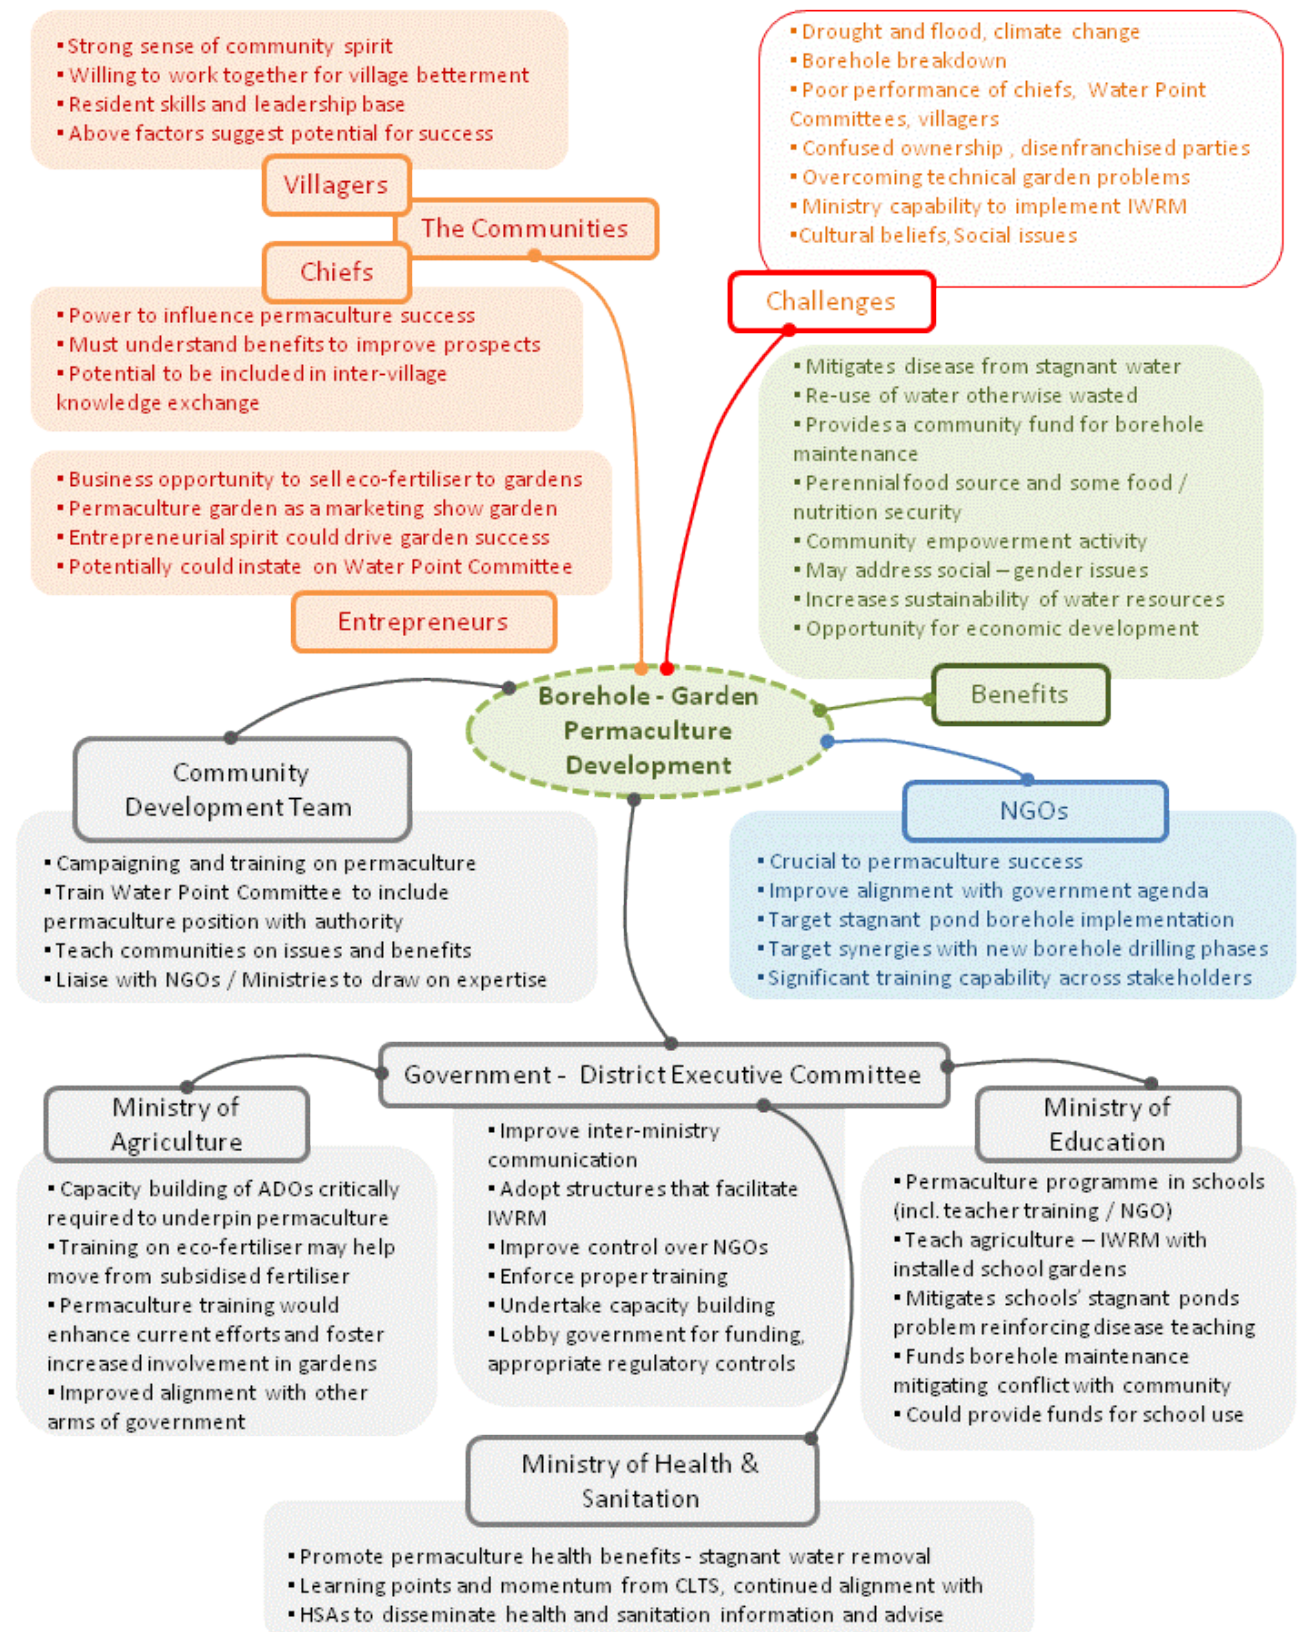 ▪Strong sense of community spirit
▪Willing to work together for village betterment
▪Resident skills and leadership base
▪Above factors suggest potential for success
Villagers
The Communities
Chiefs
▪Power to influence permaculture success
▪Must understand benefits to improve prospects
▪Potential to be included in inter-village
knowledge exchange
▪Business opportunity to sell eco-fertiliser to gardens
▪Permaculture garden as a marketing show garden
▪Entrepreneurial spirit could drive garden success
▪Potentially could instate on Water Point Committee
Entrepreneurs
▪Drought and flood, climate change
▪Borehole breakdown
▪Poor performance of chiefs, Water Point
Committees, villagers
▪Confused ownership , disenfranchised parties
▪Overcoming technical garden problems
▪Ministry capability to implement IWRM
▪Cultural beliefs, Social issues
Challenges
▪Mitigates disease from stagnant water
▪Re-use of water otherwise wasted
▪Provides a community fund for borehole
maintenance
▪Perennial food source and some food /
nutrition security
▪Community empowerment activity
▪May address social – gender issues
▪Increases sustainability of water resources
▪Opportunity for economic development
Benefits
Borehole - Garden
Permaculture
Development
Community
Development Team
▪Campaigning and training on permaculture
▪Train Water Point Committee to include
permaculture position with authority
▪Teach communities on issues and benefits
▪Liaise with NGOs / Ministries to draw on expertise
NGOs
▪Crucial to permaculture success
▪Improve alignment with government agenda
▪Target stagnant pond borehole implementation
▪Target synergies with new borehole drilling phases
▪Significant training capability across stakeholders
Government - District Executive Committee
▪Improve inter-ministry
communication
▪Adopt structures that facilitate
IWRM
▪Improve control over NGOs
▪Enforce proper training
▪Undertake capacity building
▪Lobby government for funding,
appropriate regulatory controls
Ministry of
Agriculture
▪Capacity building of ADOs critically
required to underpin permaculture
▪Training on eco-fertiliser may help
move from subsidised fertiliser
▪Permaculture training would
enhance current efforts and foster
increased involvement in gardens
▪Improved alignment with other
arms of government
Ministry of
Education
▪Permaculture programme in schools
(incl. teacher training / NGO)
▪Teach agriculture – IWRM with
installed school gardens
▪Mitigates schools’ stagnant ponds
problem reinforcing disease teaching
▪Funds borehole maintenance
mitigating conflict with community
▪Could provide funds for school use
Ministry of Health &
Sanitation
▪Promote permaculture health benefits - stagnant water removal
▪Learning points and momentum from CLTS, continued alignment with
▪HSAs to disseminate health and sanitation information and advise